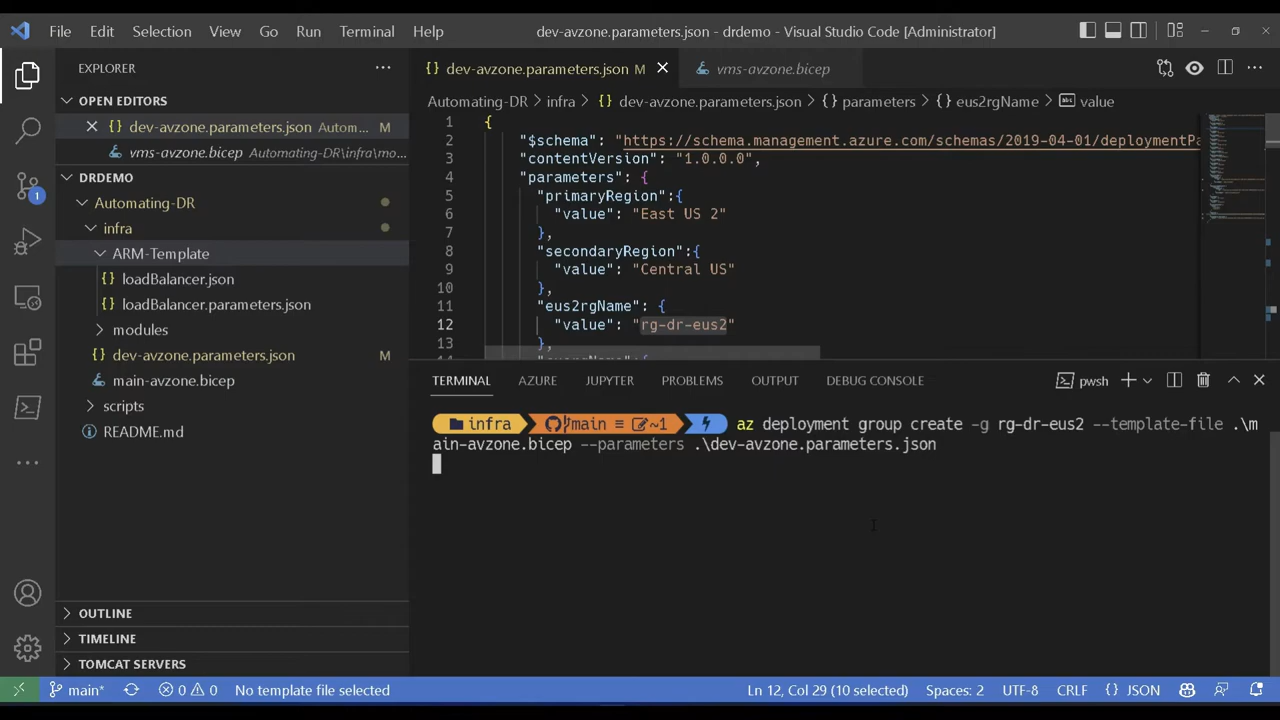 File Edit Selection View Go Run Terminal Help dev-avzone.parameters.json - drdemo - Visual Studio Code [Administrator]
EXPLORER
OPEN EDITORS
dev-avzone.parameters.json Autom... M
vms-avzone.bicep Automating-DR\infra\mo...
DRDEMO
Automating-DR
infra
ARM-Template
{} loadBalancer.json
{} loadBalancer.parameters.json
modules
{} dev-avzone.parameters.json M
main-avzone.bicep
scripts
README.md
OUTLINE
TIMELINE
TOMCAT SERVERS
1
{} dev-avzone.parameters.json M vms-avzone.bicep
Automating-DR > infra > {} dev-avzone.parameters.json > {} parameters > {} eus2rgName > abc value
1 {
2 "$schema": "https://schema.management.azure.com/schemas/2019-04-01/deploymentPa
3 "contentVersion": "1.0.0.0",
4 "parameters": {
5 "primaryRegion":{
6 "value": "East US 2"
7 },
8 "secondaryRegion":{
9 "value": "Central US"
10 },
11 "eus2rgName": {
12 "value": "rg-dr-eus2"
13 },
TERMINAL AZURE JUPYTER PROBLEMS OUTPUT DEBUG CONSOLE pwsh
infra main ≡ ~1 az deployment group create -g rg-dr-eus2 --template-file .\m
ain-avzone.bicep --parameters .\dev-avzone.parameters.json
main* 0 0 No template file selected Ln 12, Col 29 (10 selected) Spaces: 2 UTF-8 CRLF {} JSON